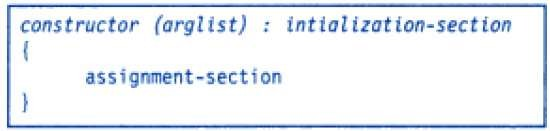 constructor (arglist) : intialization-section
{
assignment-section
}